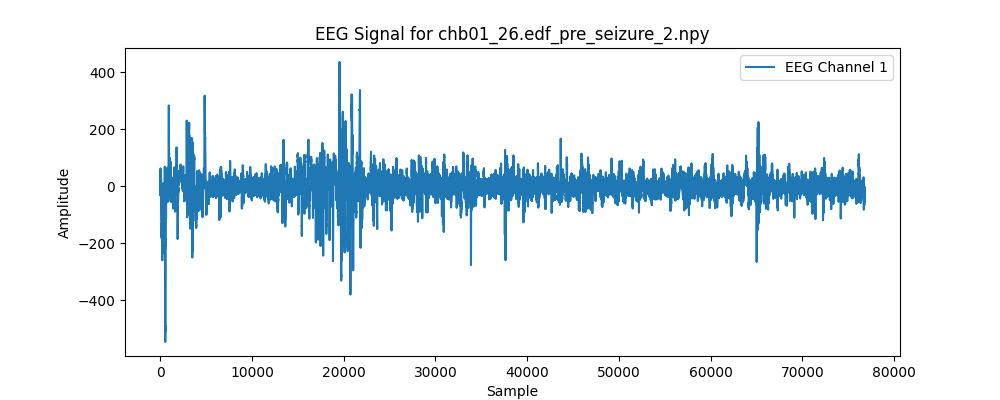 EEG Signal for chb01_26.edf_pre_seizure_2.npy
EEG Channel 1
400
200
0
−200
−400
Amplitude
0 10000 20000 30000 40000 50000 60000 70000 80000
Sample